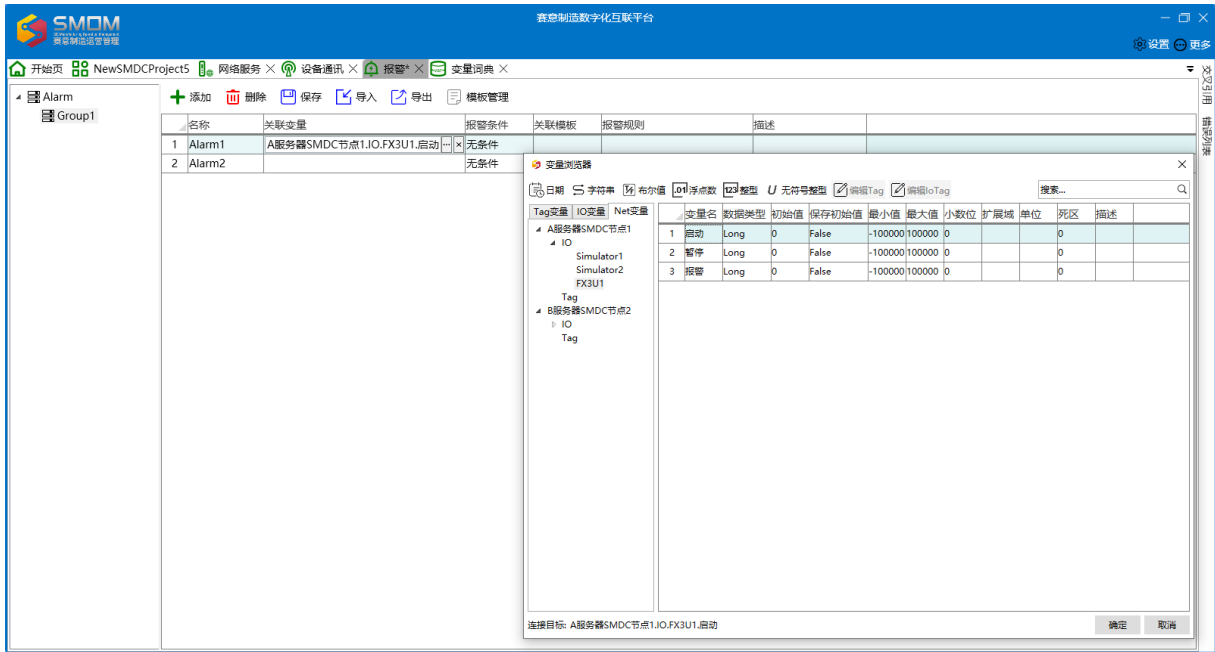 赛意制造数字化互联平台
SMOM
赛意制造运营管理
设置 更多
开始页 NewSMDCProject5 网络服务 设备通讯 报警* 变量词典
交叉引用
错误列表
Alarm
Group1
添加 删除 保存 导入 导出 模板管理
名称 关联变量 报警条件 关联模板 报警规则 描述
1 Alarm1 A服务器SMDC节点1.IO.FX3U1.启动 ... × 无条件
2 Alarm2 无条件
变量浏览器
日期 字符串 布尔值 .01 浮点数 123 整型 U 无符号整型 编辑Tag 编辑IoTag 搜索...
Tag变量 IO变量 Net变量
A服务器SMDC节点1
IO
Simulator1
Simulator2
FX3U1
Tag
B服务器SMDC节点2
IO
Tag
变量名 数据类型 初始值 保存初始值 最小值 最大值 小数位 扩展域 单位 死区 描述
1 启动 Long 0 False -100000 100000 0 0
2 暂停 Long 0 False -100000 100000 0 0
3 报警 Long 0 False -100000 100000 0 0
连接目标: A服务器SMDC节点1.IO.FX3U1.启动
确定 取消